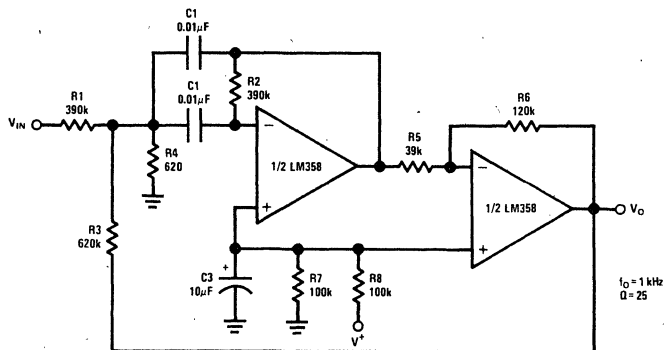 C1
0.01µF
C1
0.01µF
R2
390k
R1
390k
VIN
R4
620
R3
620k
−
+
1/2 LM358
R5
39k
R6
120k
−
+
1/2 LM358
VO
C3
10µF
+
R7
100k
R8
100k
V+
fO = 1 kHz
Q = 25